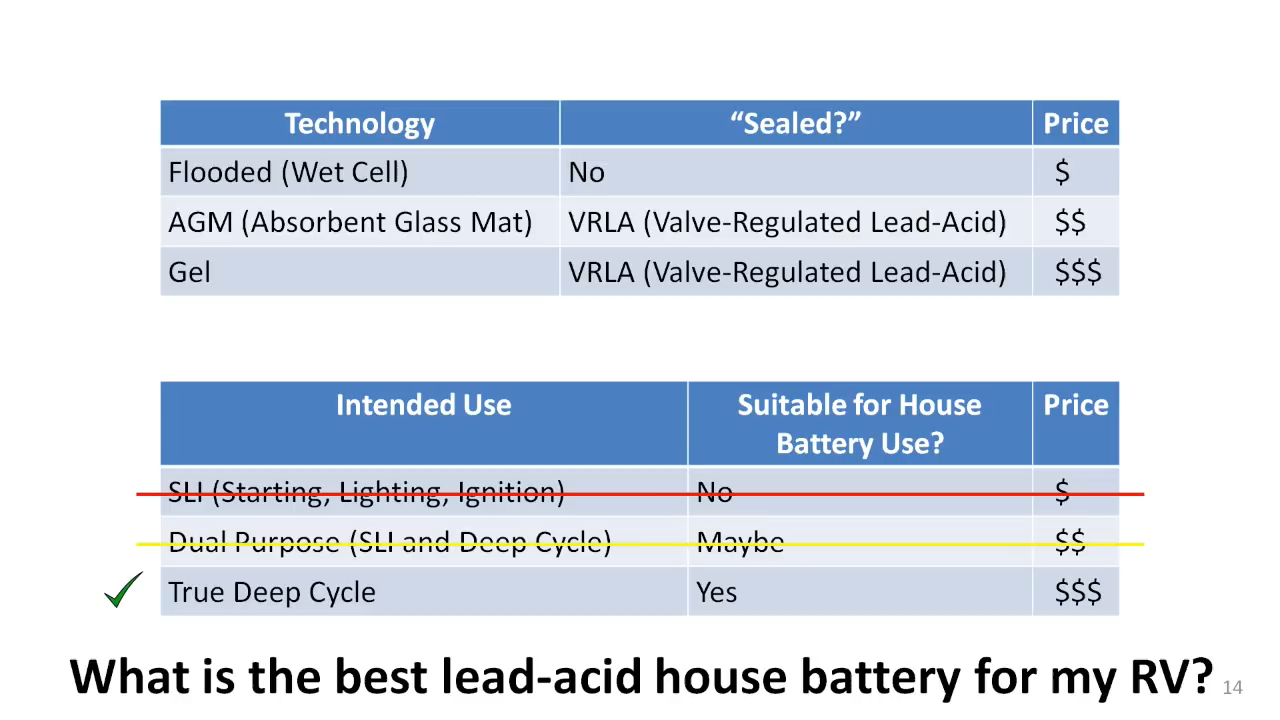 Technology “Sealed?” Price
Flooded (Wet Cell) No $
AGM (Absorbent Glass Mat) VRLA (Valve-Regulated Lead-Acid) $$
Gel VRLA (Valve-Regulated Lead-Acid) $$$
Intended Use Suitable for House Price
Battery Use?
SLI (Starting, Lighting, Ignition) No $
Dual Purpose (SLI and Deep Cycle) Maybe $$
True Deep Cycle Yes $$$
What is the best lead-acid house battery for my RV? 14